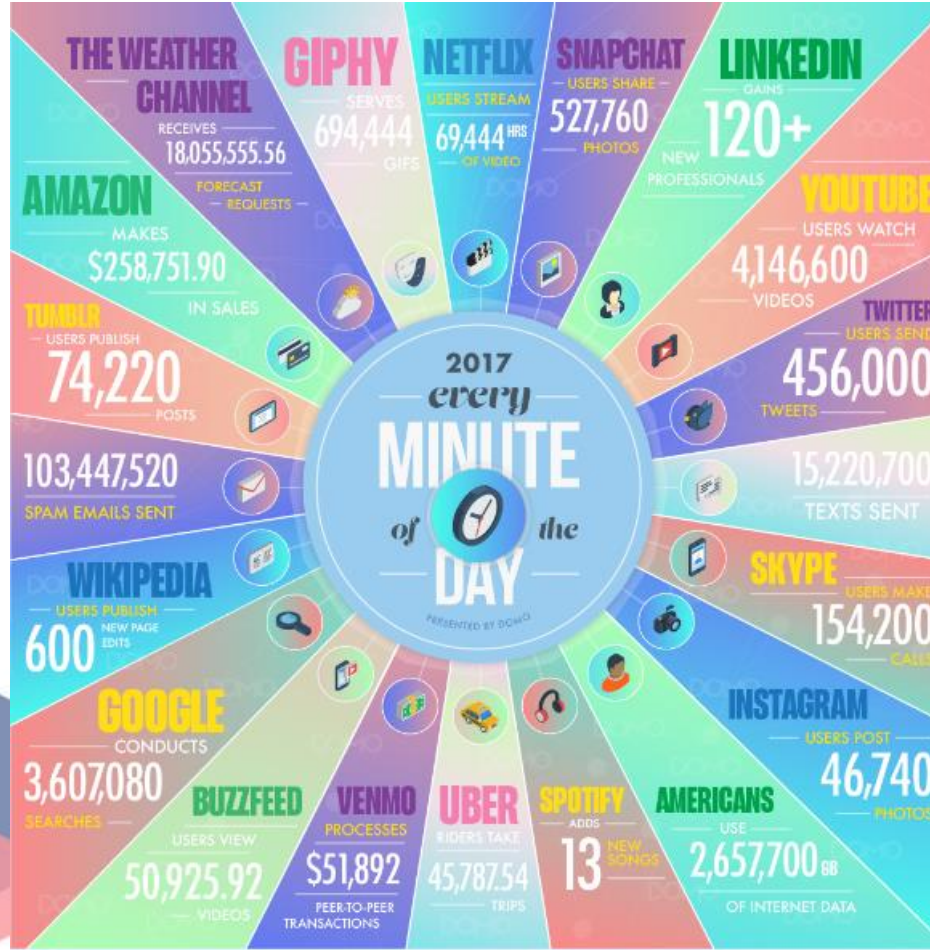 THE WEATHER
CHANNEL
RECEIVES
18,055,555.56
FORECAST
REQUESTS
GIPHY
SERVES
694,444
GIFS
NETFLIX
USERS STREAM
69,444 HRS
OF VIDEO
SNAPCHAT
USERS SHARE
527,760
PHOTOS
LINKEDIN
GAINS
120+
NEW
PROFESSIONALS
YOUTUBE
USERS WATCH
4,146,600
VIDEOS
TWITTER
USERS SEND
456,000
TWEETS
15,220,700
TEXTS SENT
SKYPE
USERS MAKE
154,200
CALLS
INSTAGRAM
USERS POST
46,740
PHOTOS
AMERICANS
USE
2,657,700 GB
OF INTERNET DATA
SPOTIFY
ADDS
13 NEW
SONGS
UBER
RIDERS TAKE
45,787.54
TRIPS
VENMO
PROCESSES
$51,892
PEER-TO-PEER
TRANSACTIONS
BUZZFEED
USERS VIEW
50,925.92
VIDEOS
GOOGLE
CONDUCTS
3,607,080
SEARCHES
WIKIPEDIA
USERS PUBLISH
600 NEW PAGE
EDITS
103,447,520
SPAM EMAILS SENT
TUMBLR
USERS PUBLISH
74,220
POSTS
AMAZON
MAKES
$258,751.90
IN SALES
2017
every
MINUTE
of the
DAY
PRESENTED BY DOMO